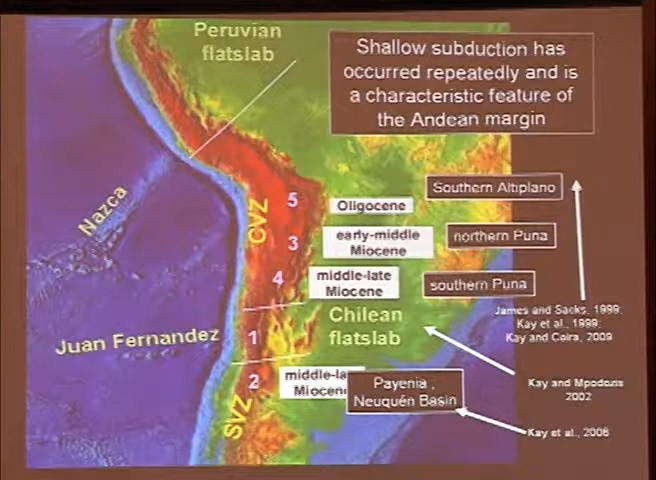 Peruvian
flatslab
Shallow subduction has
occurred repeatedly and is
a characteristic feature of
the Andean margin
Nazca
CVZ
5
Oligocene
Southern Altiplano
3
early-middle
Miocene
northern Puna
4
middle-late
Miocene
southern Puna
James and Sacks, 1999;
Kay et al., 1999;
Kay and Coira, 2009
Juan Fernandez
1
Chilean
flatslab
Kay and Mpodozis
2002
2
middle-la
Miocen
SVZ
Payenia ,
Neuquén Basin
Kay et al., 2006